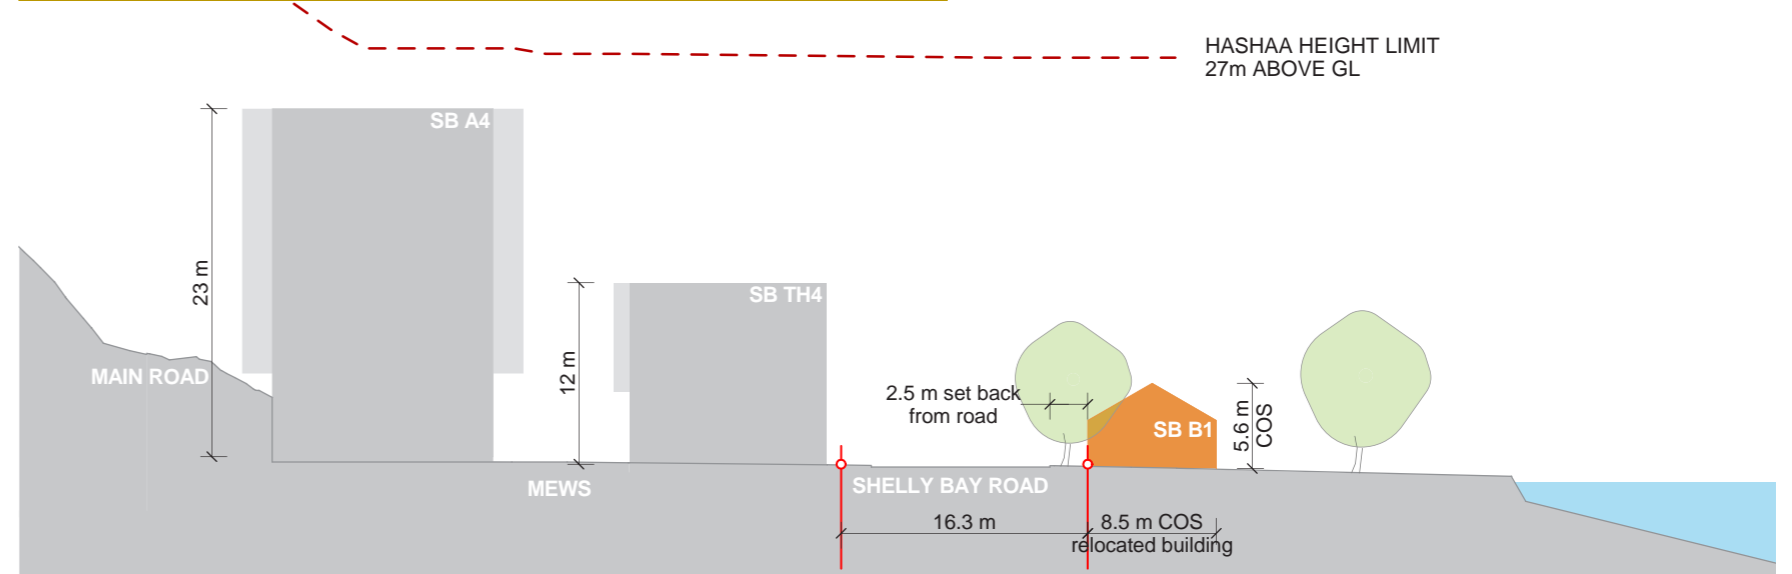 HASHAA HEIGHT LIMIT
27m ABOVE GL
SB A4
23 m
SB TH4
12 m
MAIN ROAD
2.5 m set back
from road
SB B1
5.6 m
COS
MEWS
SHELLY BAY ROAD
16.3 m
8.5 m COS
relocated building